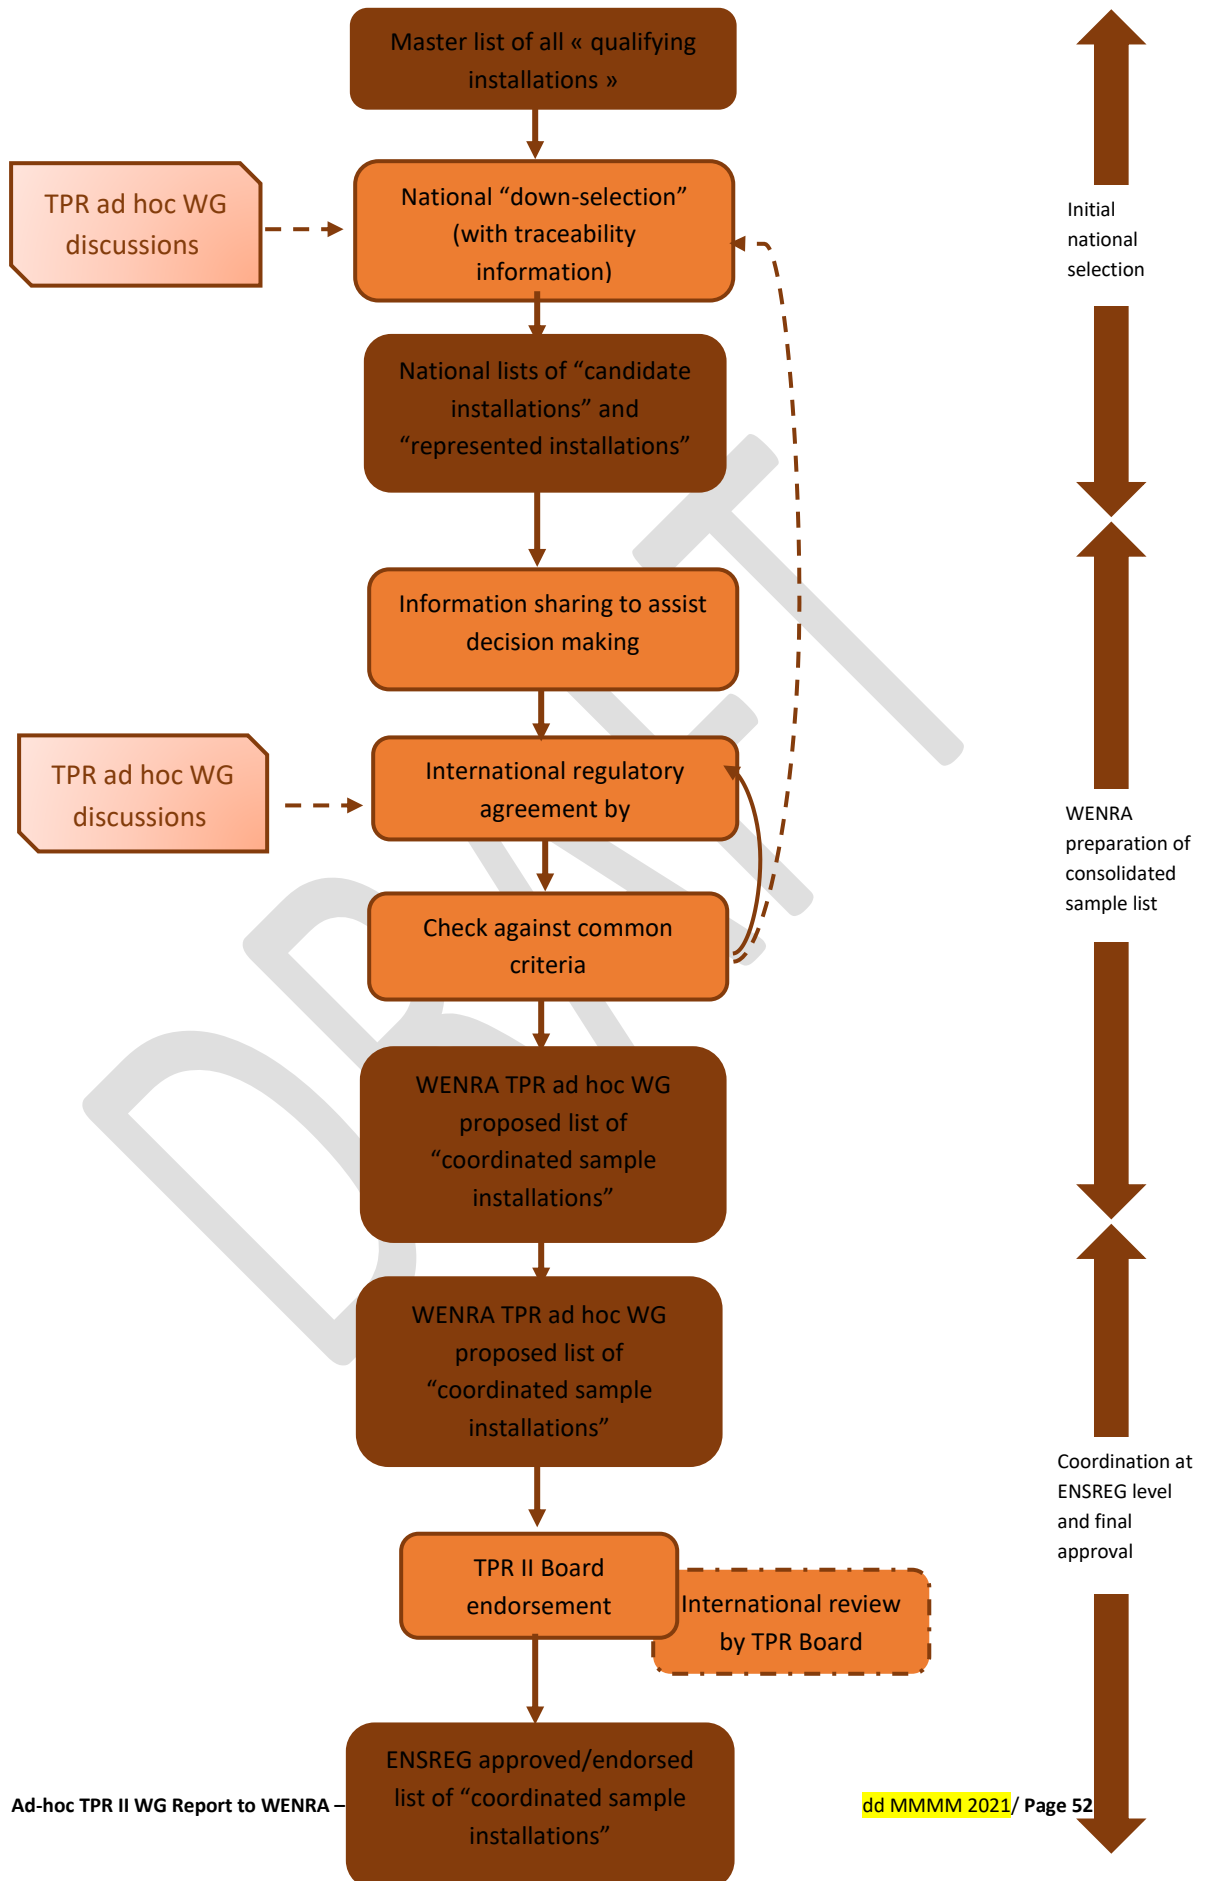 Master list of all « qualifying
installations »
TPR ad hoc WG
discussions
National “down-selection”
(with traceability
information)
Initial
national
selection
National lists of “candidate
installations” and
“represented installations”
Information sharing to assist
decision making
TPR ad hoc WG
discussions
International regulatory
agreement by
WENRA
preparation of
consolidated
sample list
Check against common
criteria
WENRA TPR ad hoc WG
proposed list of
“coordinated sample
installations”
WENRA TPR ad hoc WG
proposed list of
“coordinated sample
installations”
Coordination at
ENSREG level
and final
approval
TPR II Board
endorsement
International review
by TPR Board
ENSREG approved/endorsed
list of “coordinated sample
installations”
Ad-hoc TPR II WG Report to WENRA –
dd MMMM 2021/ Page 52
DRAFT